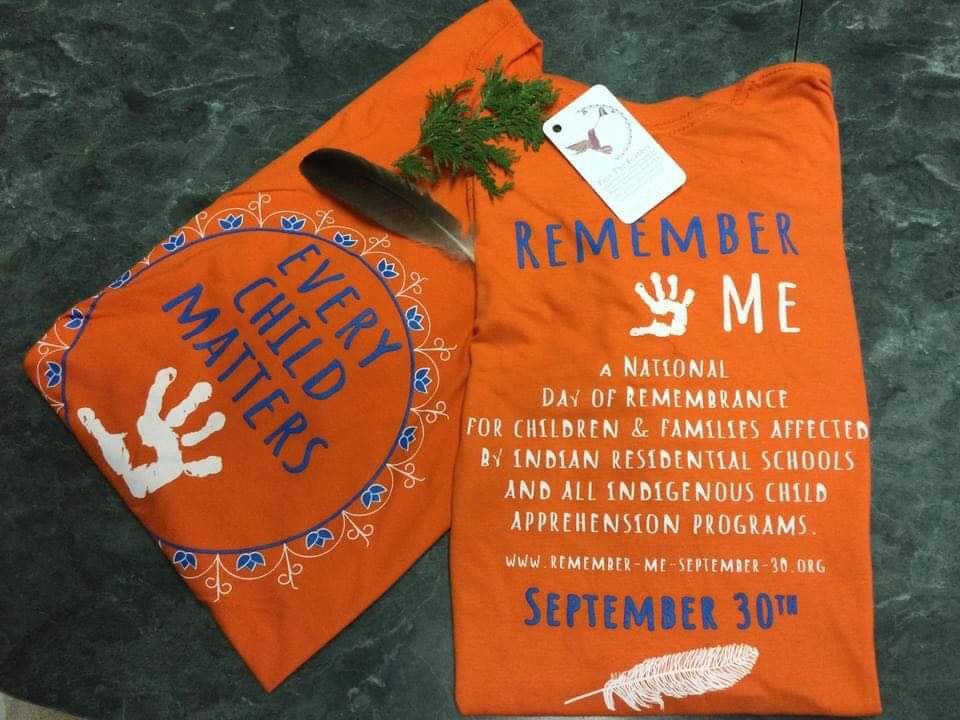 EVERY
CHILD
MATTERS
REMEMBER
ME
A NATIONAL
DAY OF REMEMBRANCE
FOR CHILDREN & FAMILIES AFFECTED
BY INDIAN RESIDENTIAL SCHOOLS
AND ALL INDIGENOUS CHILD
APPREHENSION PROGRAMS.
WWW.REMEMBER-ME-SEPTEMBER-30.ORG
SEPTEMBER 30TH